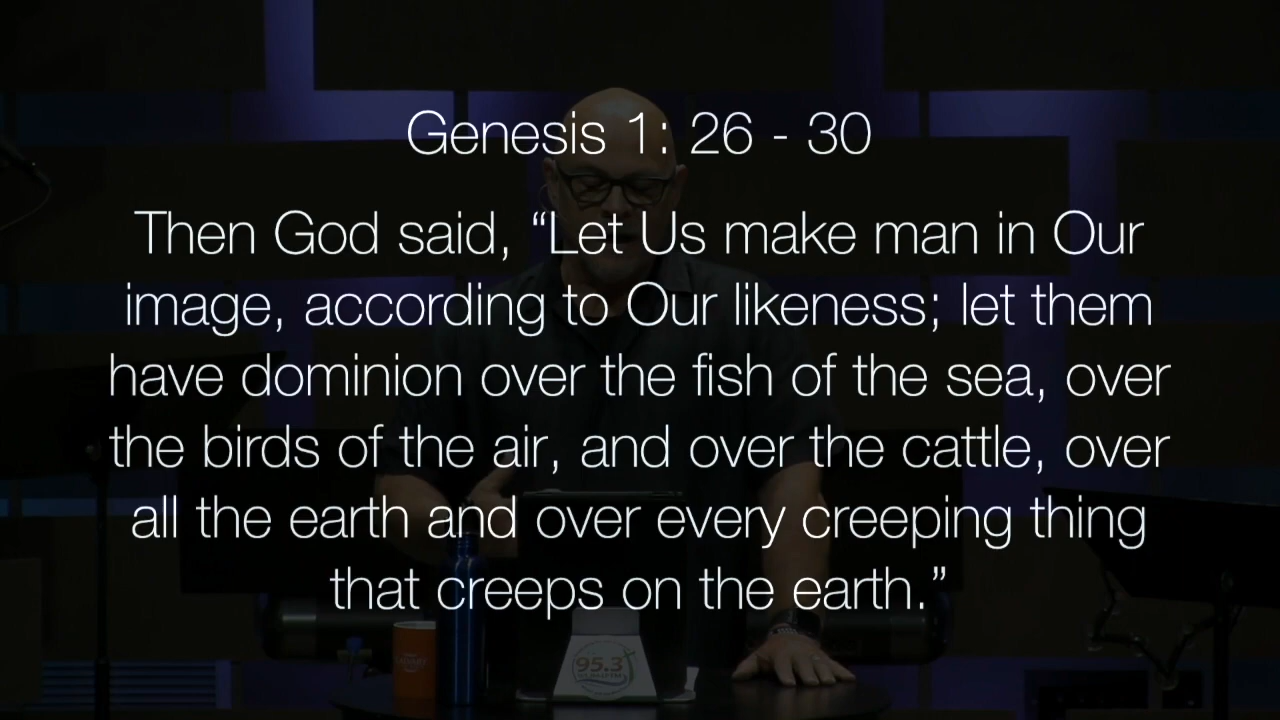 Genesis 1: 26 - 30
Then God said, “Let Us make man in Our
image, according to Our likeness; let them
have dominion over the fish of the sea, over
the birds of the air, and over the cattle, over
all the earth and over every creeping thing
that creeps on the earth.”
95.3